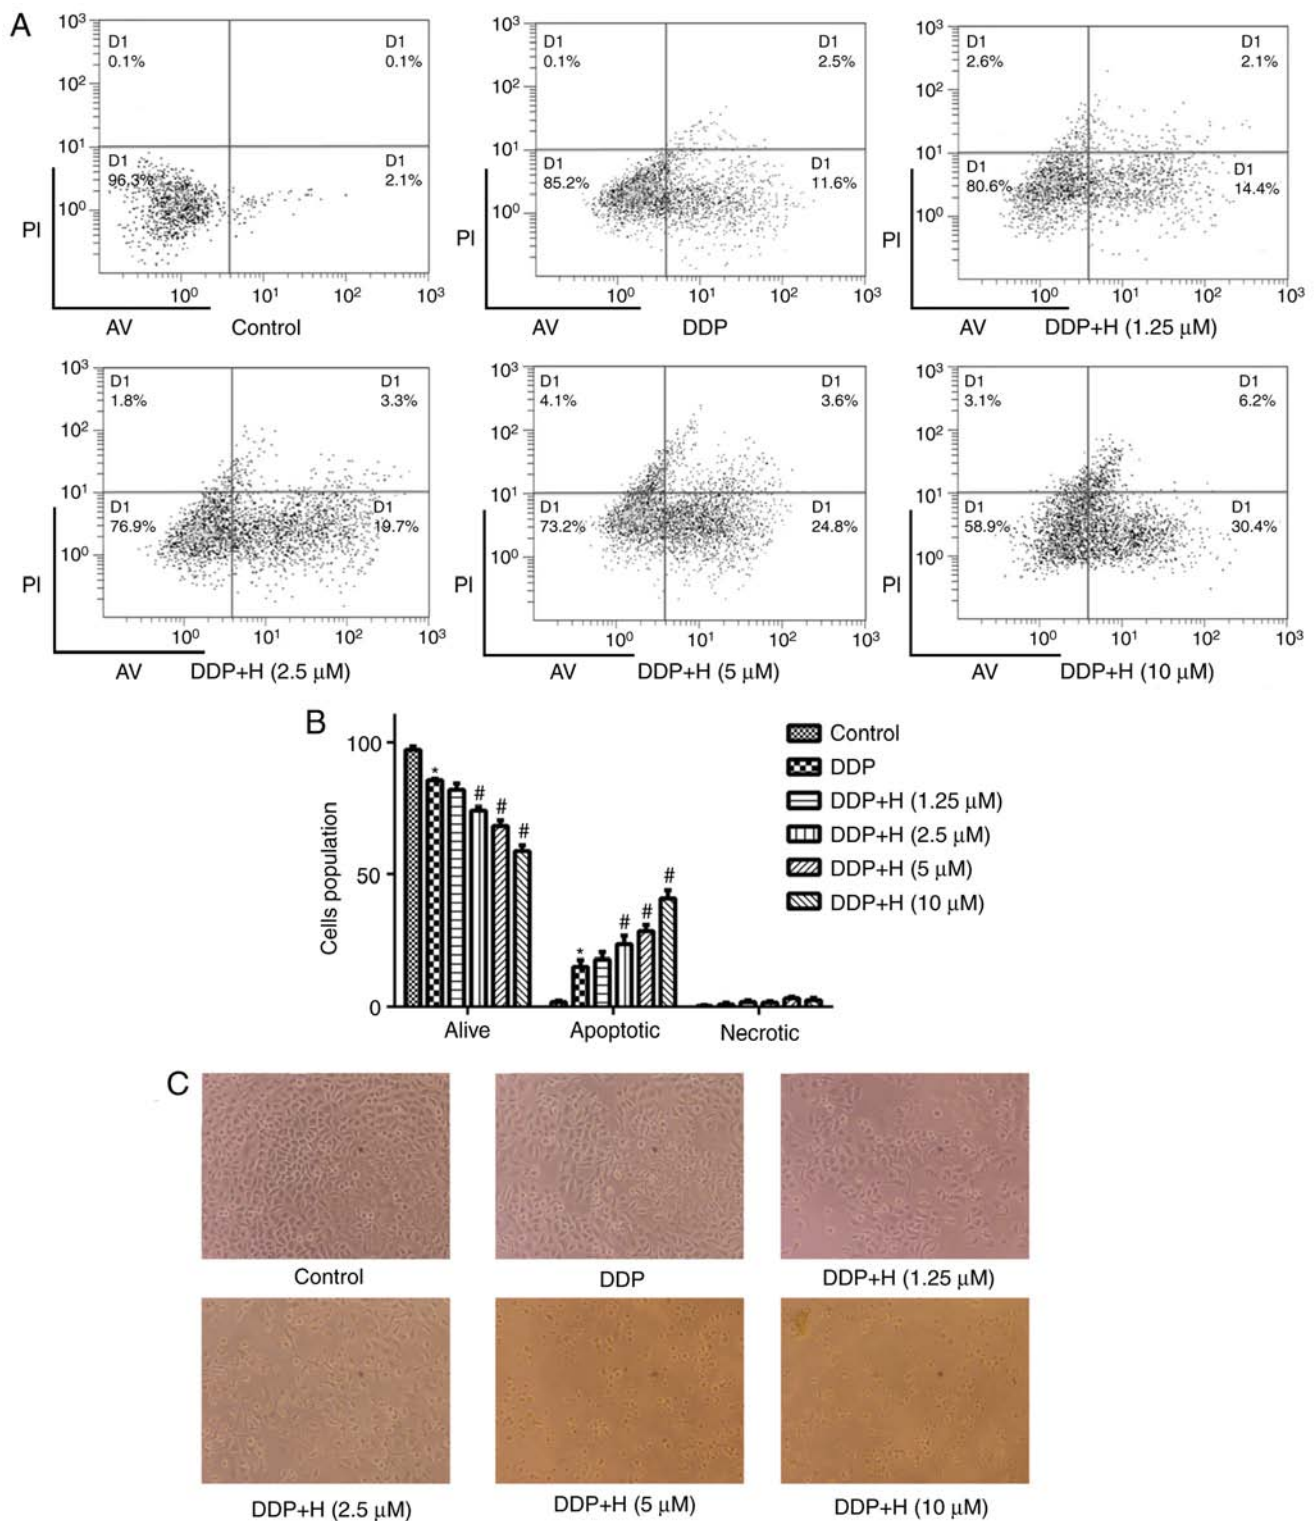 A
10³
10²
10¹
10⁰
D1
0.1%
D1
0.1%
D1
96.3%
D1
2.1%
PI
10⁰ 10¹ 10² 10³
AV
Control
10³
10²
10¹
10⁰
D1
0.1%
D1
2.5%
D1
85.2%
D1
11.6%
PI
10⁰ 10¹ 10² 10³
AV
DDP
10³
10²
10¹
10⁰
D1
2.6%
D1
2.1%
D1
80.6%
D1
14.4%
PI
10⁰ 10¹ 10² 10³
AV
DDP+H (1.25 µM)
10³
10²
10¹
10⁰
D1
1.8%
D1
3.3%
D1
76.9%
D1
19.7%
PI
10⁰ 10¹ 10² 10³
AV
DDP+H (2.5 µM)
10³
10²
10¹
10⁰
D1
4.1%
D1
3.6%
D1
73.2%
D1
24.8%
PI
10⁰ 10¹ 10² 10³
AV
DDP+H (5 µM)
10³
10²
10¹
10⁰
D1
3.1%
D1
6.2%
D1
58.9%
D1
30.4%
PI
10⁰ 10¹ 10² 10³
AV
DDP+H (10 µM)
B
Cells population
100
50
0
* # # #
* # # #
Alive
Apoptotic
Necrotic
Control
DDP
DDP+H (1.25 µM)
DDP+H (2.5 µM)
DDP+H (5 µM)
DDP+H (10 µM)
C
Control
DDP
DDP+H (1.25 µM)
DDP+H (2.5 µM)
DDP+H (5 µM)
DDP+H (10 µM)